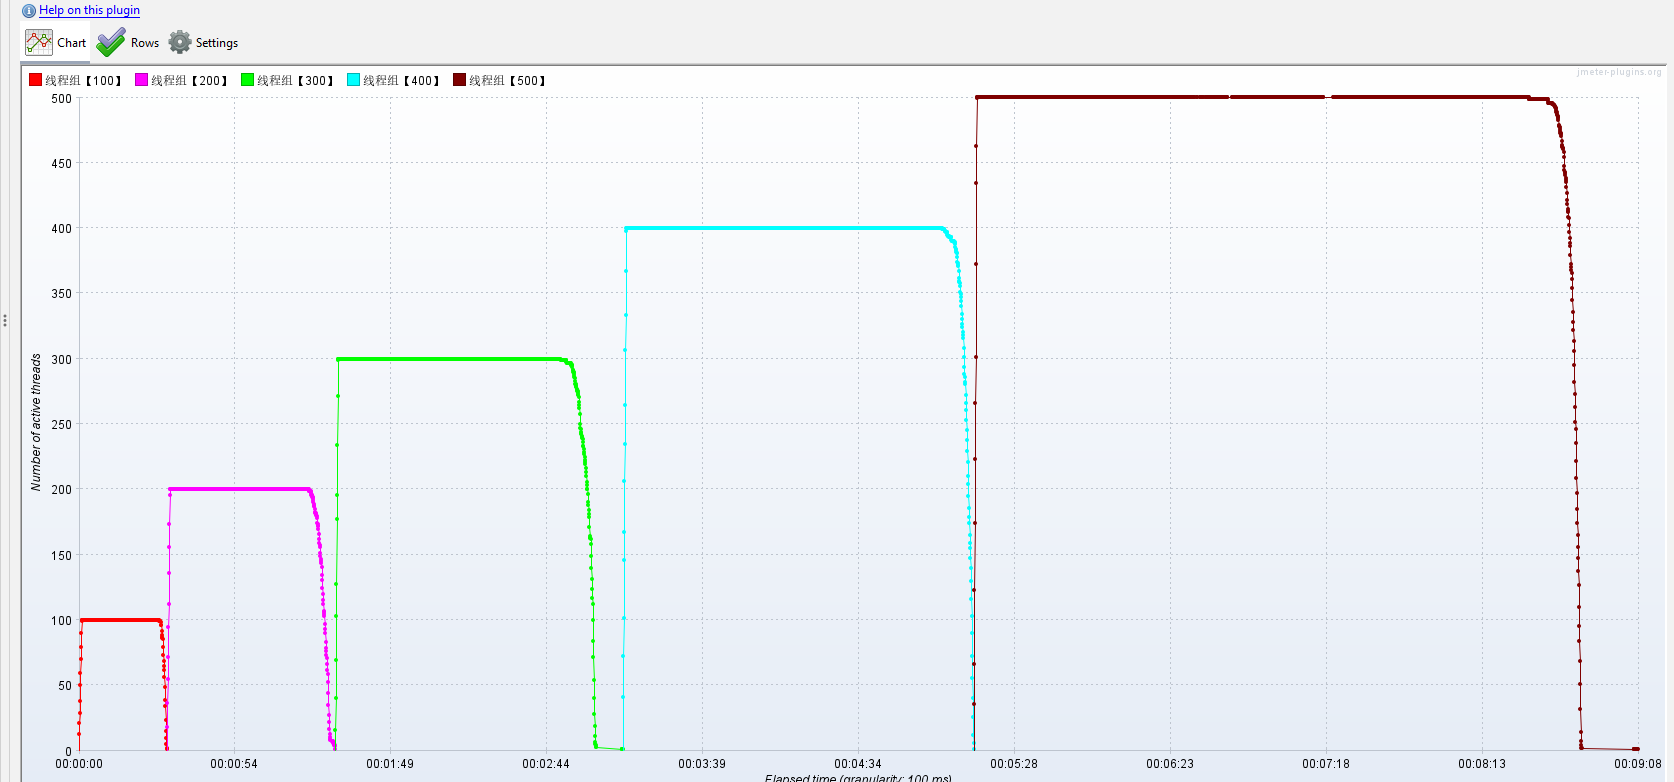 Help on this plugin
Chart Rows Settings
线程组【100】 线程组【200】 线程组【300】 线程组【400】 线程组【500】
jmeter-plugins.org
500
450
400
350
300
250
200
150
100
50
0
Number of active threads
00:00:00 00:00:54 00:01:49 00:02:44 00:03:39 00:04:34 00:05:28 00:06:23 00:07:18 00:08:13 00:09:08
Elapsed time (granularity: 100 ms)